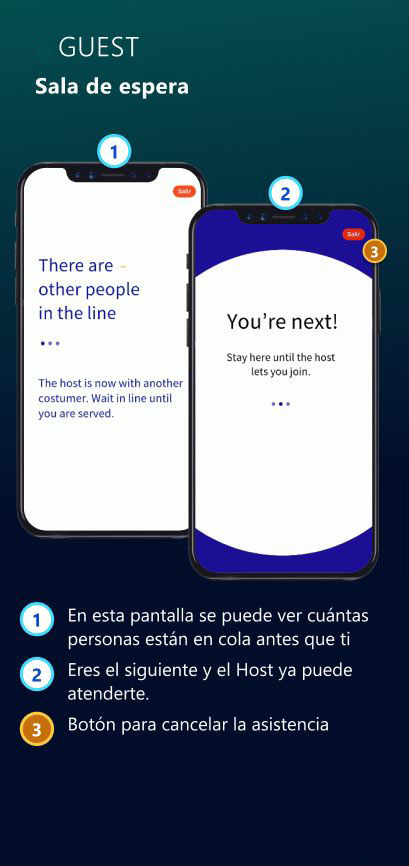 GUEST
Sala de espera
1
2
Salir
Salir
3
There are -
other people
in the line
The host is now with another
costumer. Wait in line until
you are served.
You’re next!
Stay here until the host
lets you join.
1 En esta pantalla se puede ver cuántas
personas están en cola antes que ti
2 Eres el siguiente y el Host ya puede
atenderte.
3 Botón para cancelar la asistencia